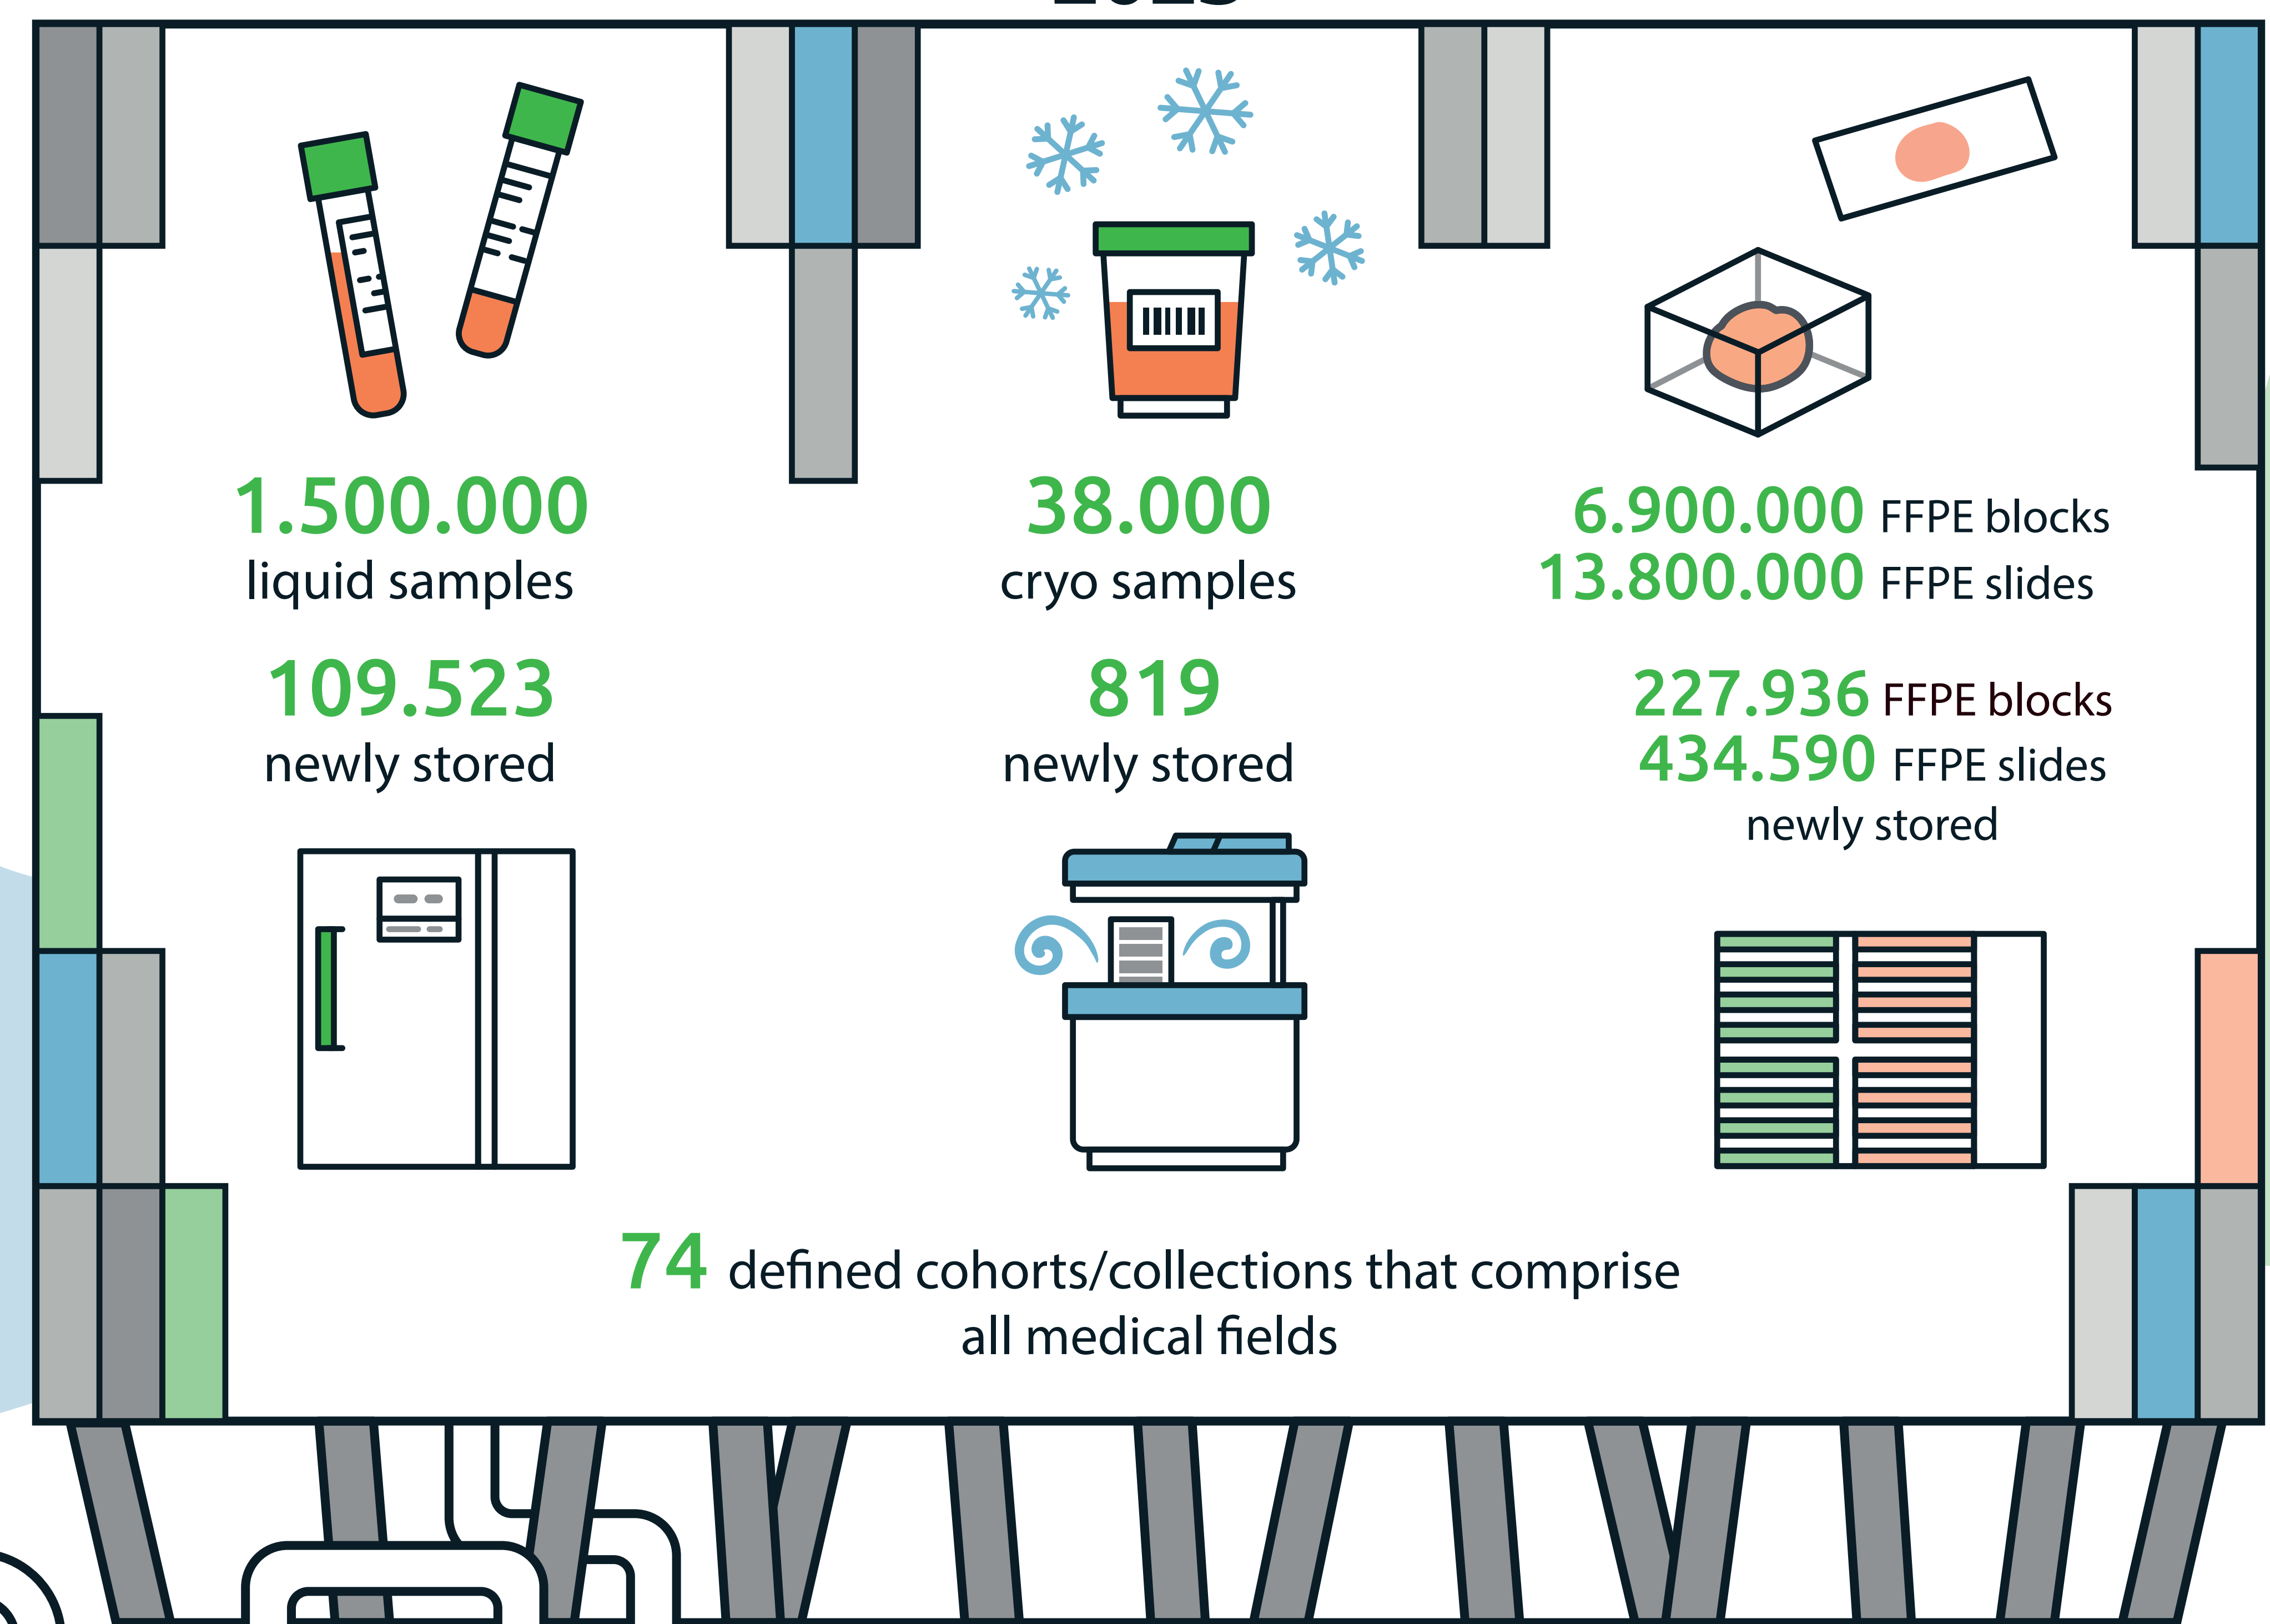 1.500.000
liquid samples
109.523
newly stored
38.000
cryo samples
819
newly stored
6.900.000 FFPE blocks
13.800.000 FFPE slides
227.936 FFPE blocks
434.590 FFPE slides
newly stored
74 defined cohorts/collections that comprise
all medical fields